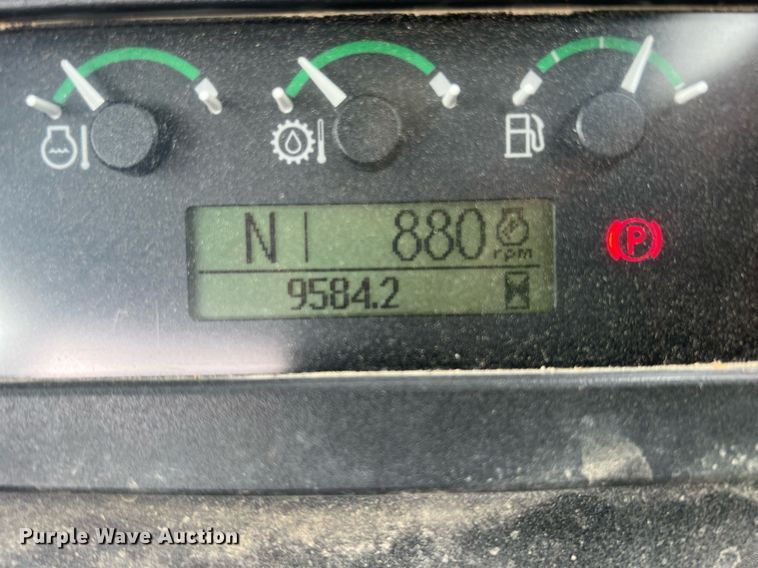 N 880 rpm
9584.2
P
Purple Wave Auction